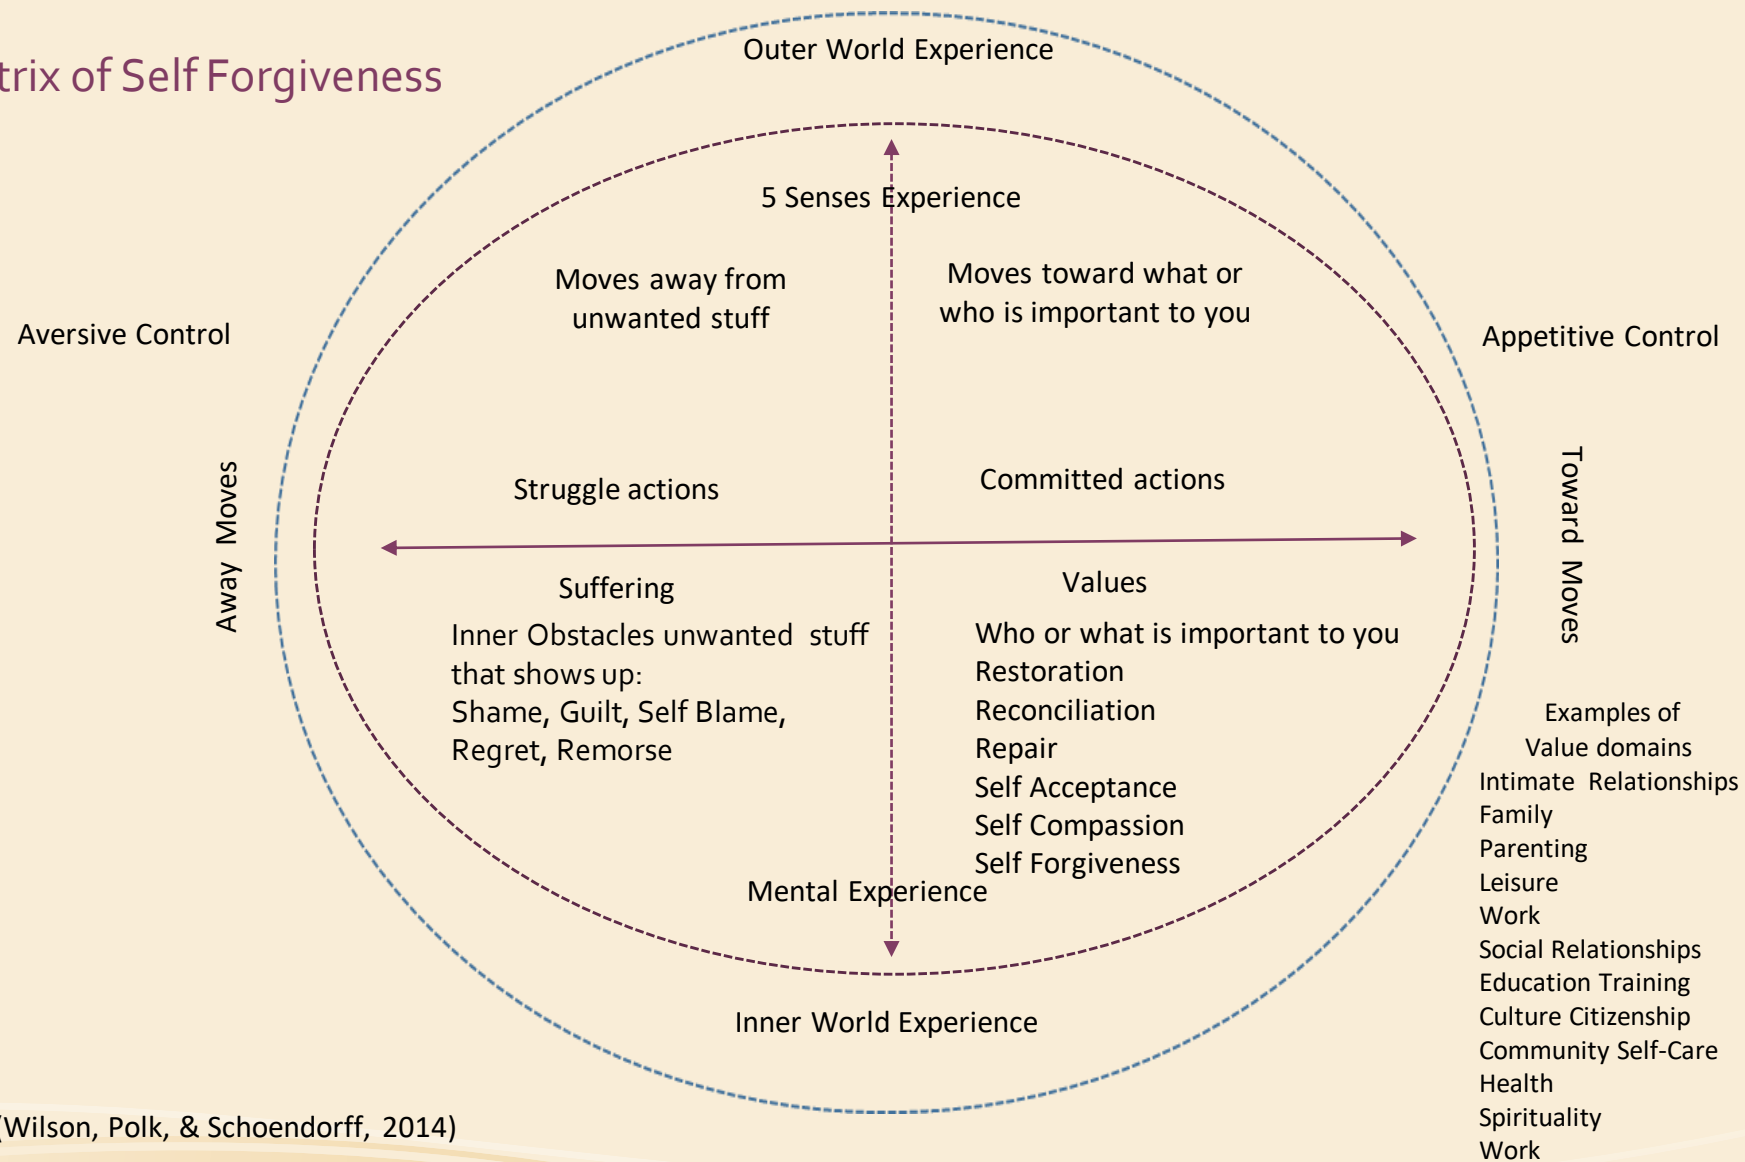 trix of Self Forgiveness
Outer World Experience
5 Senses Experience
Moves away from
unwanted stuff
Moves toward what or
who is important to you
Aversive Control
Appetitive Control
Away Moves
Toward Moves
Struggle actions
Committed actions
Suffering
Inner Obstacles unwanted stuff
that shows up:
Shame, Guilt, Self Blame,
Regret, Remorse
Values
Who or what is important to you
Restoration
Reconciliation
Repair
Self Acceptance
Self Compassion
Self Forgiveness
Mental Experience
Inner World Experience
Examples of
Value domains
Intimate Relationships
Family
Parenting
Leisure
Work
Social Relationships
Education Training
Culture Citizenship
Community Self-Care
Health
Spirituality
Work
(Wilson, Polk, & Schoendorff, 2014)